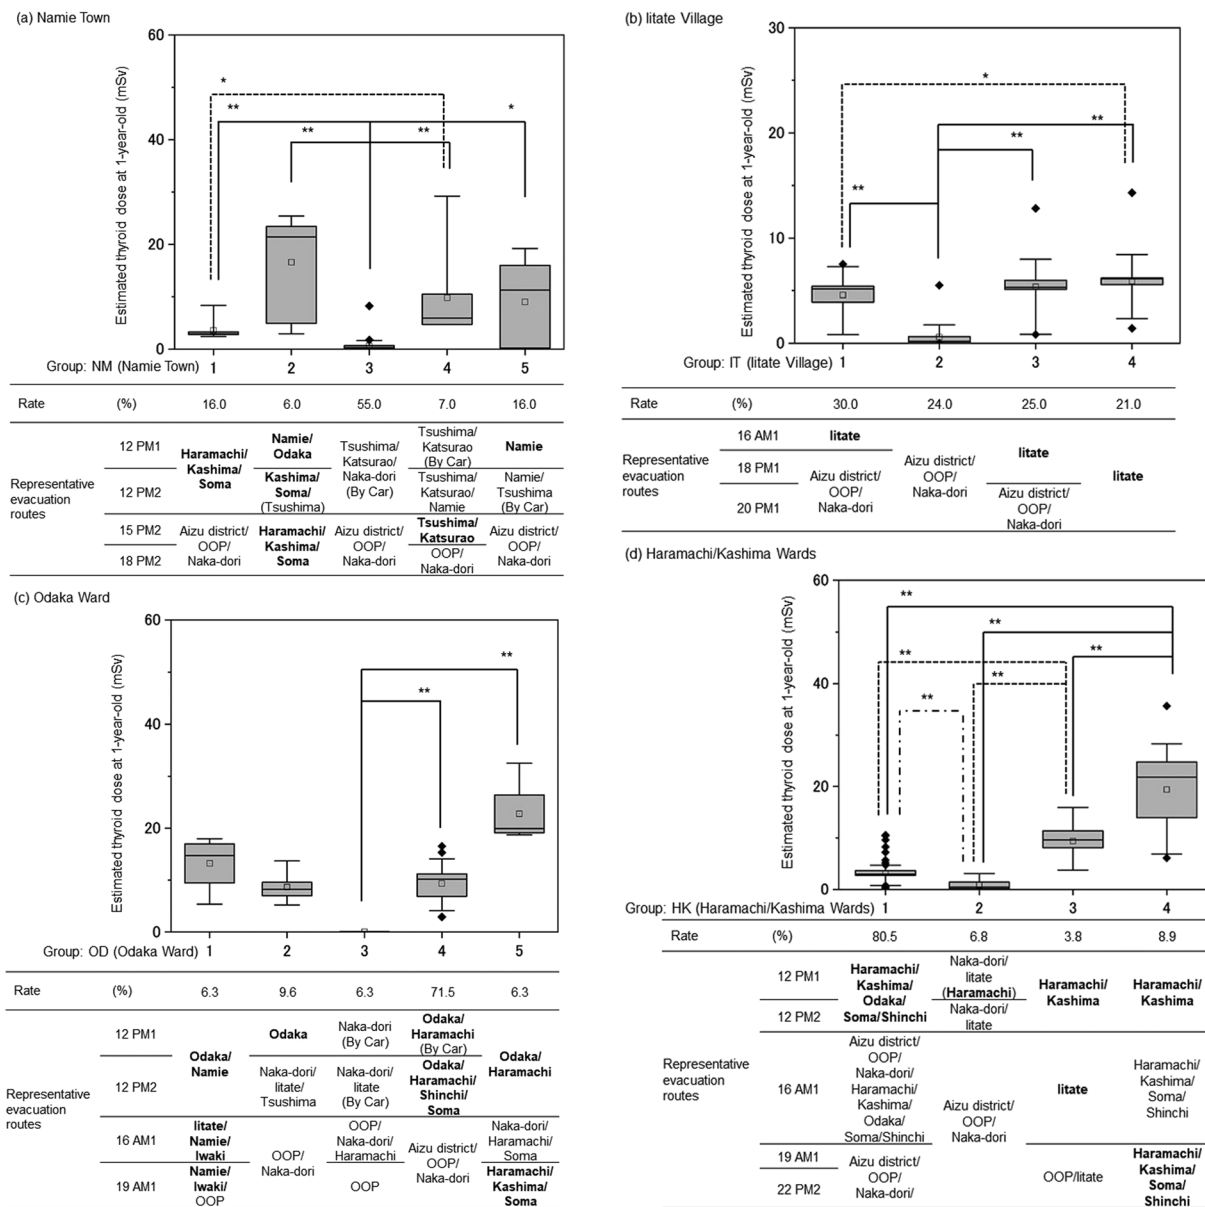 (a) Namie Town
Estimated thyroid dose at 1-year-old (mSv)
60
40
20
0
*
**
*
**
**
Group: NM (Namie Town) 1 2 3 4 5
Rate (%) 16.0 6.0 55.0 7.0 16.0
Representative
evacuation
routes
12 PM1
12 PM2
15 PM2
18 PM2
Haramachi/
Kashima/
Soma
Aizu district/
OOP/
Naka-dori
Namie/
Odaka
Kashima/
Soma/
(Tsushima)
Haramachi/
Kashima/
Soma
Tsushima/
Katsurao/
Naka-dori
(By Car)
Aizu district/
OOP/
Naka-dori
Tsushima/
Katsurao
(By Car)
Tsushima/
Katsurao/
Namie
Tsushima/
Katsurao
OOP/
Naka-dori
Namie
Namie/
Tsushima
(By Car)
Aizu district/
OOP/
Naka-dori
(b) Iitate Village
Estimated thyroid dose at 1-year-old (mSv)
30
20
10
0
*
**
**
**
Group: IT (Iitate Village) 1 2 3 4
Rate (%) 30.0 24.0 25.0 21.0
Representative
evacuation
routes
16 AM1
18 PM1
20 PM1
Iitate
Aizu district/
OOP/
Naka-dori
Aizu district/
OOP/
Naka-dori
Iitate
Aizu district/
OOP/
Naka-dori
Iitate
(c) Odaka Ward
Estimated thyroid dose at 1-year-old (mSv)
60
40
20
0
**
**
Group: OD (Odaka Ward) 1 2 3 4 5
Rate (%) 6.3 9.6 6.3 71.5 6.3
Representative
evacuation
routes
12 PM1
12 PM2
16 AM1
19 AM1
Odaka/
Namie
Iitate/
Namie/
Iwaki
Namie/
Iwaki/
OOP
Odaka
Naka-dori/
Iitate/
Tsushima
OOP/
Naka-dori
Naka-dori
(By Car)
Naka-dori/
Iitate
(By Car)
OOP/
Naka-dori/
Haramachi
OOP
Odaka/
Haramachi
(By Car)
Odaka/
Haramachi/
Shinchi/
Soma
Aizu district/
OOP/
Naka-dori
Odaka/
Haramachi
Naka-dori/
Haramachi/
Soma
Haramachi/
Kashima/
Soma
(d) Haramachi/Kashima Wards
Estimated thyroid dose at 1-year-old (mSv)
60
40
20
0
**
**
**
**
**
**
Group: HK (Haramachi/Kashima Wards) 1 2 3 4
Rate (%) 80.5 6.8 3.8 8.9
Representative
evacuation
routes
12 PM1
12 PM2
16 AM1
19 AM1
22 PM2
Haramachi/
Kashima/
Odaka/
Soma/Shinchi
Aizu district/
OOP/
Naka-dori/
Haramachi/
Kashima/
Odaka/
Soma/Shinchi
Aizu district/
OOP/
Naka-dori/
Naka-dori/
Iitate
(Haramachi)
Naka-dori/
Iitate
Aizu district/
OOP/
Naka-dori
Haramachi/
Kashima
Iitate
OOP/Iitate
Haramachi/
Kashima
Haramachi/
Kashima/
Soma/
Shinchi
Haramachi/
Kashima/
Soma/
Shinchi